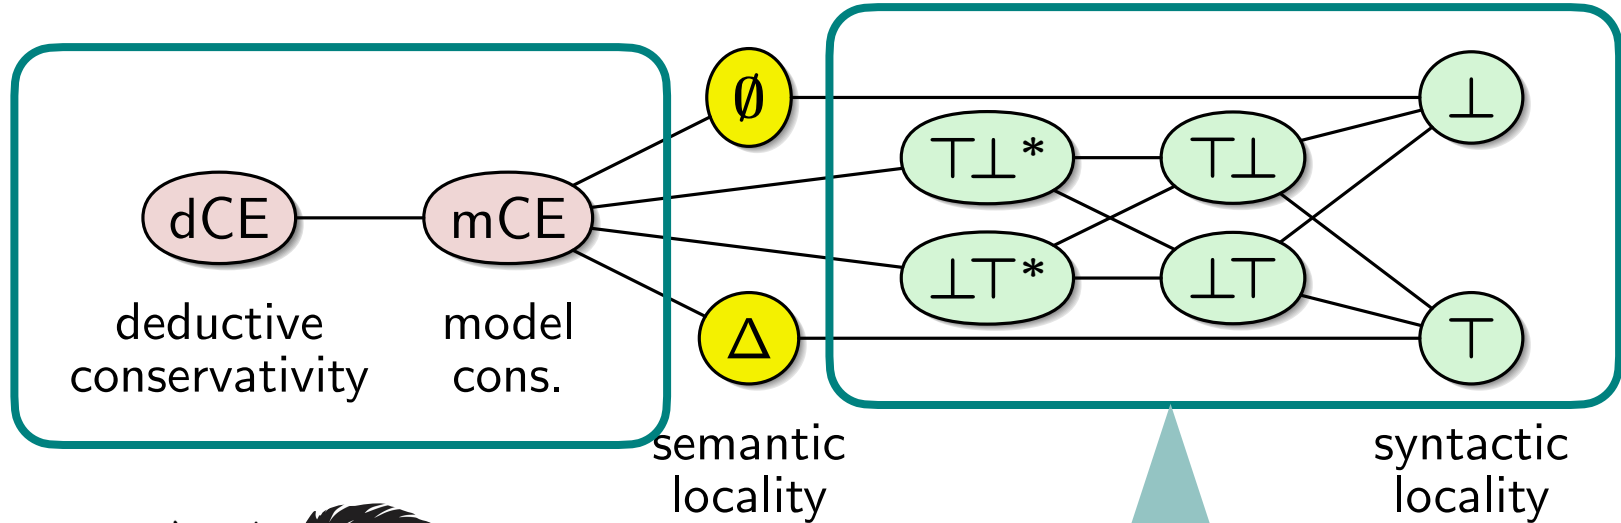 ∅
⊥
⊤⊥*
⊤⊥
dCE
mCE
⊥⊤*
⊥⊤
Δ
⊤
deductive
conservativity
model
cons.
semantic
locality
syntactic
locality